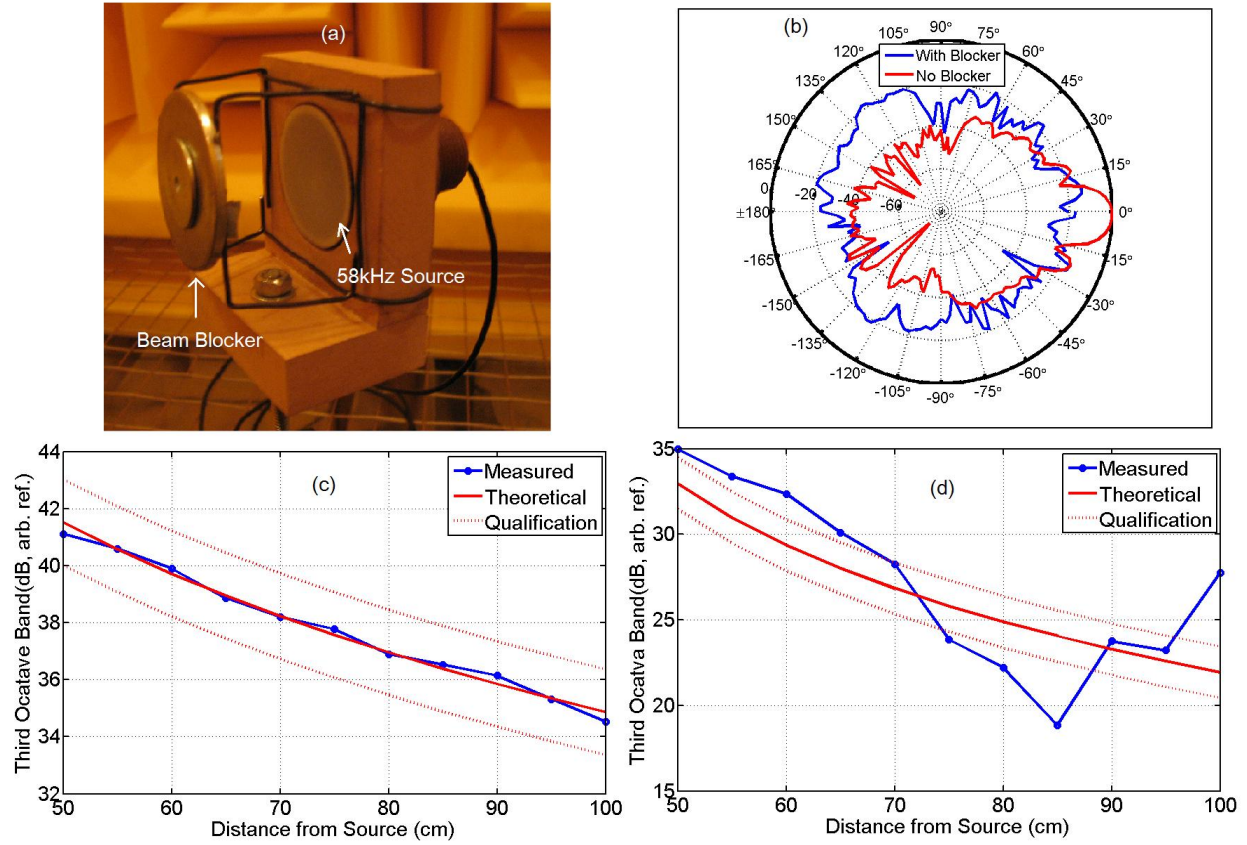 (a)
58kHz Source
Beam Blocker
(b)
With Blocker
No Blocker
90°
75°
60°
45°
30°
15°
0°
-15°
-30°
-45°
-60°
-75°
-90°
-105°
-120°
-135°
-150°
-165°
±180°
165°
150°
135°
120°
105°
0
-20
-40
-60
(c)
Measured
Theoretical
Qualification
Third Ocatave Band(dB, arb. ref.)
44
42
40
38
36
34
32
50 60 70 80 90 100
Distance from Source (cm)
(d)
Measured
Theoretical
Qualification
Third Ocatva Band(dB, arb. ref.)
35
30
25
20
15
50 60 70 80 90 100
Distance from Source (cm)